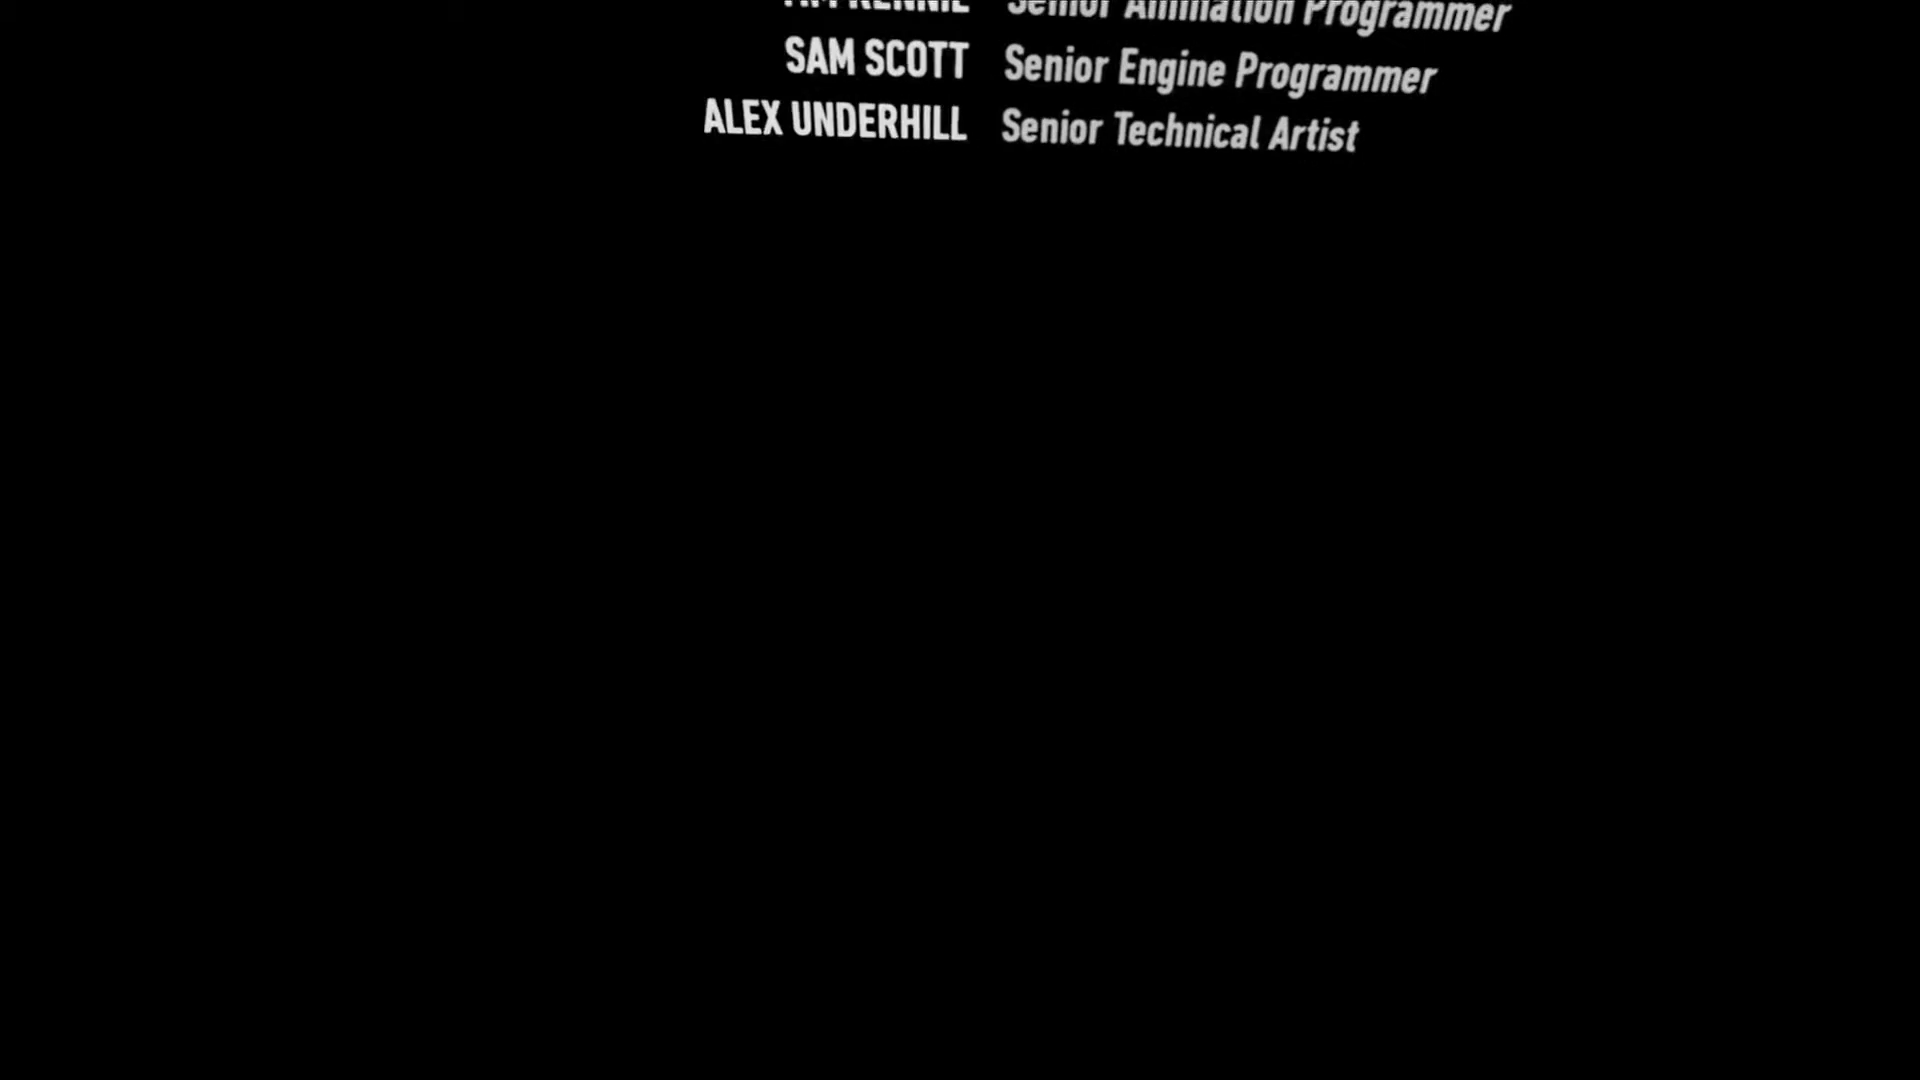 Senior Animation Programmer
SAM SCOTT Senior Engine Programmer
ALEX UNDERHILL Senior Technical Artist